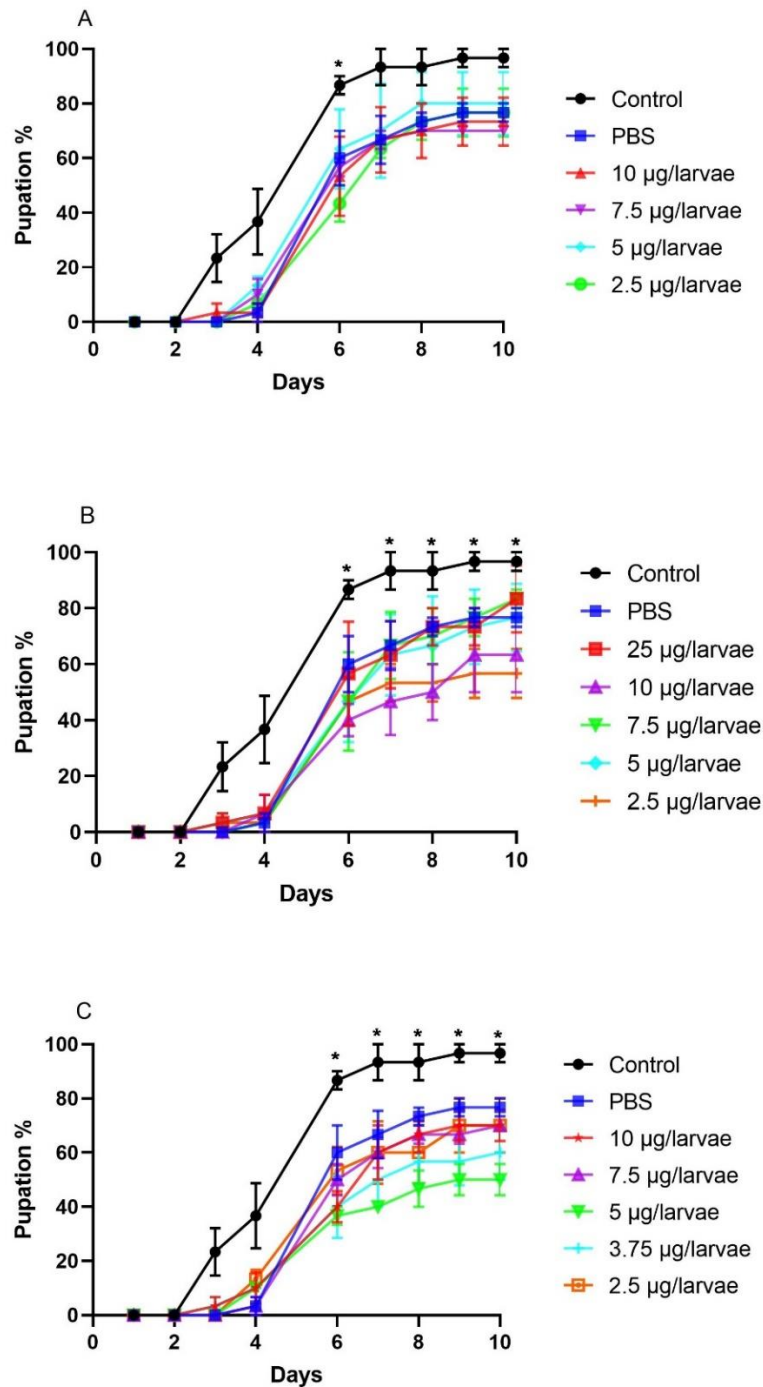 A
*
100
80
60
40
20
0
Pupation %
0 2 4 6 8 10
Days
Control
PBS
10 µg/larvae
7.5 µg/larvae
5 µg/larvae
2.5 µg/larvae
B
* * * * *
100
80
60
40
20
0
Pupation %
0 2 4 6 8 10
Days
Control
PBS
25 µg/larvae
10 µg/larvae
7.5 µg/larvae
5 µg/larvae
2.5 µg/larvae
C
* * * * *
100
80
60
40
20
0
Pupation %
0 2 4 6 8 10
Days
Control
PBS
10 µg/larvae
7.5 µg/larvae
5 µg/larvae
3.75 µg/larvae
2.5 µg/larvae